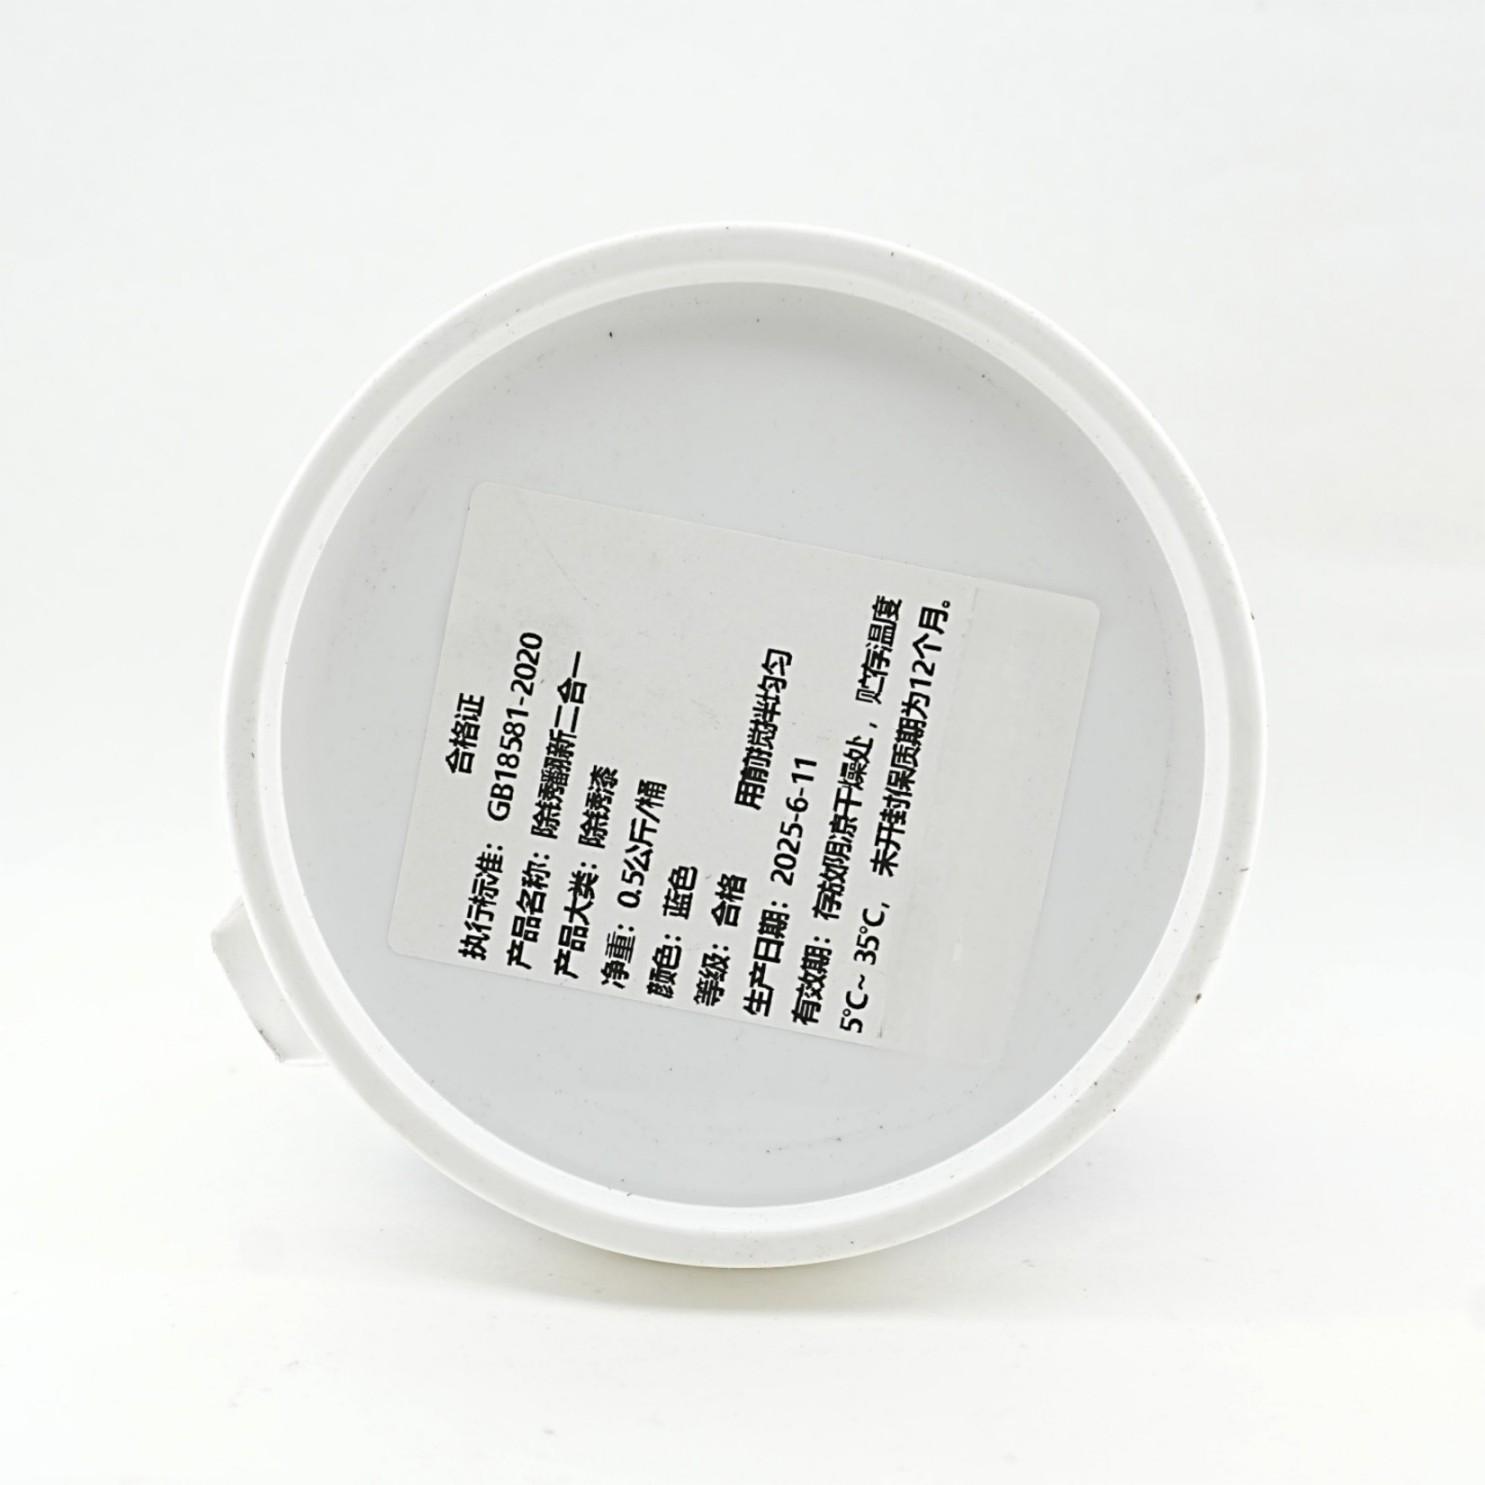 合格证
执行标准： GB18581-2020
产品名称：除锈翻新二合一
产品大类：除锈漆
净重：0.5公斤/桶
颜色：蓝色
等级：合格 用前搅拌均匀
生产日期：2025-6-11
有效期：存放阴凉干燥处，贮存温度
5℃~ 35℃, 未开封保质期为12个月。